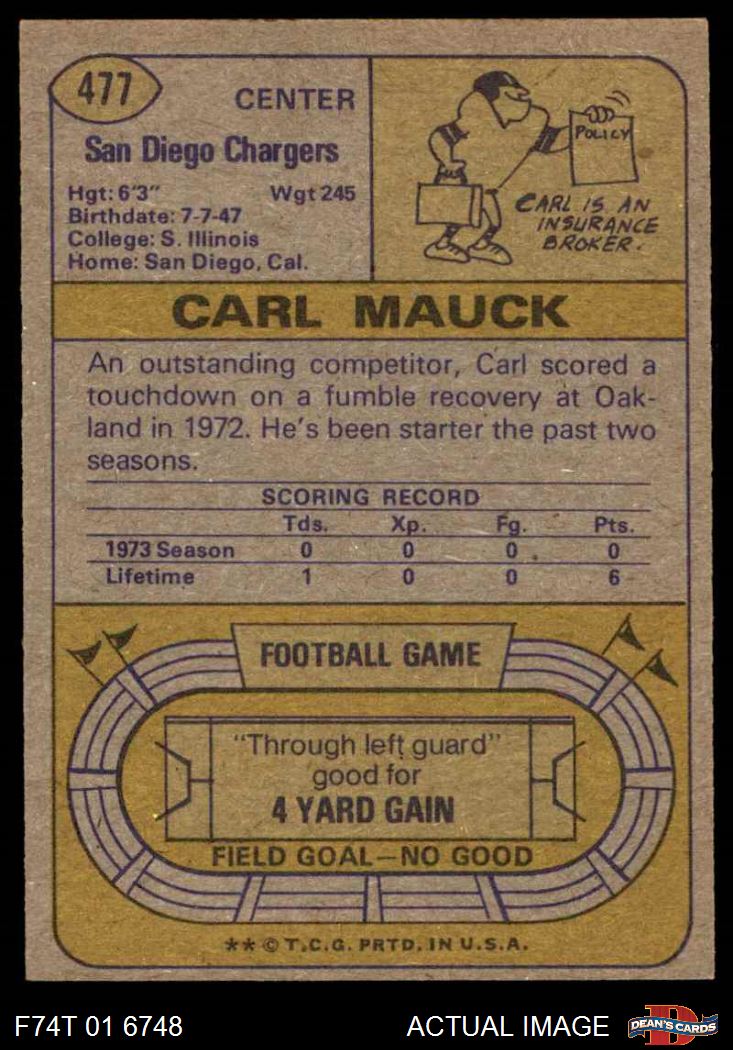 477
CENTER
San Diego Chargers
Hgt: 6'3" Wgt 245
Birthdate: 7-7-47
College: S. Illinois
Home: San Diego, Cal.
POLICY
CARL IS AN
INSURANCE
BROKER.
CARL MAUCK
An outstanding competitor, Carl scored a
touchdown on a fumble recovery at Oak-
land in 1972. He's been starter the past two
seasons.
SCORING RECORD
Tds. Xp. Fg. Pts.
1973 Season 0 0 0 0
Lifetime 1 0 0 6
FOOTBALL GAME
"Through left guard"
good for
4 YARD GAIN
FIELD GOAL—NO GOOD
** © T.C.G. PRTD. IN U.S.A.
F74T 01 6748 ACTUAL IMAGE
D
DEAN'S CARDS